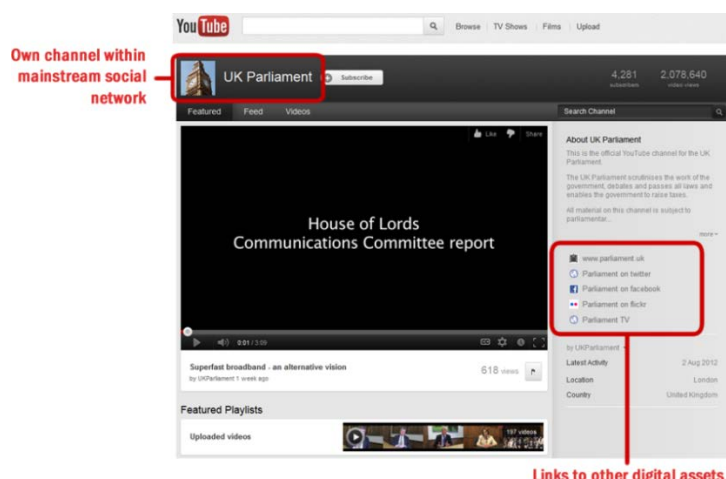 YouTube
Browse TV Shows Films Upload
Own channel within
mainstream social
network
UK Parliament
Subscribe
4,281
subscribers
2,078,640
video views
Featured Feed Videos
Search Channel
Like Share
House of Lords
Communications Committee report
0:01 / 3:09
About UK Parliament
This is the official YouTube channel for the UK
Parliament.
The UK Parliament scrutinises the work of the
government, debates and passes all laws and
enables the government to raise taxes.
All material on this channel is subject to
parliamentar...
more
www.parliament.uk
Parliament on twitter
Parliament on facebook
Parliament on flickr
Parliament TV
by UKParliament
Latest Activity 2 Aug 2012
Location London
Country United Kingdom
Superfast broadband - an alternative vision
by UKParliament 1 week ago
618 views
Featured Playlists
Uploaded videos
197 videos
Links to other digital assets